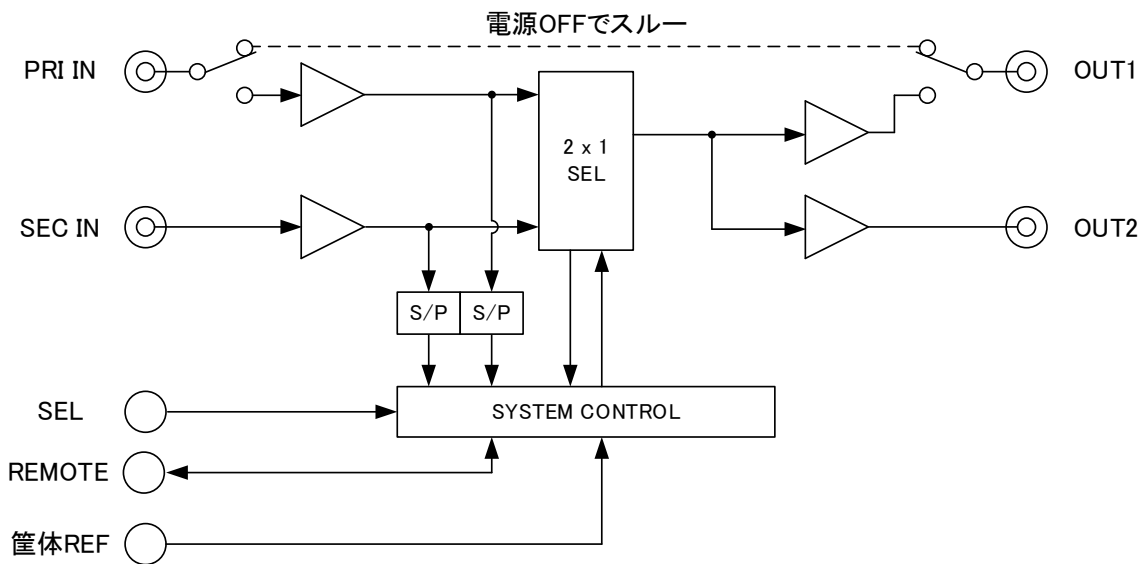 電源OFFでスルー
PRI IN
OUT1
2 x 1
SEL
SEC IN
OUT2
S/P
S/P
SEL
SYSTEM CONTROL
REMOTE
筐体REF